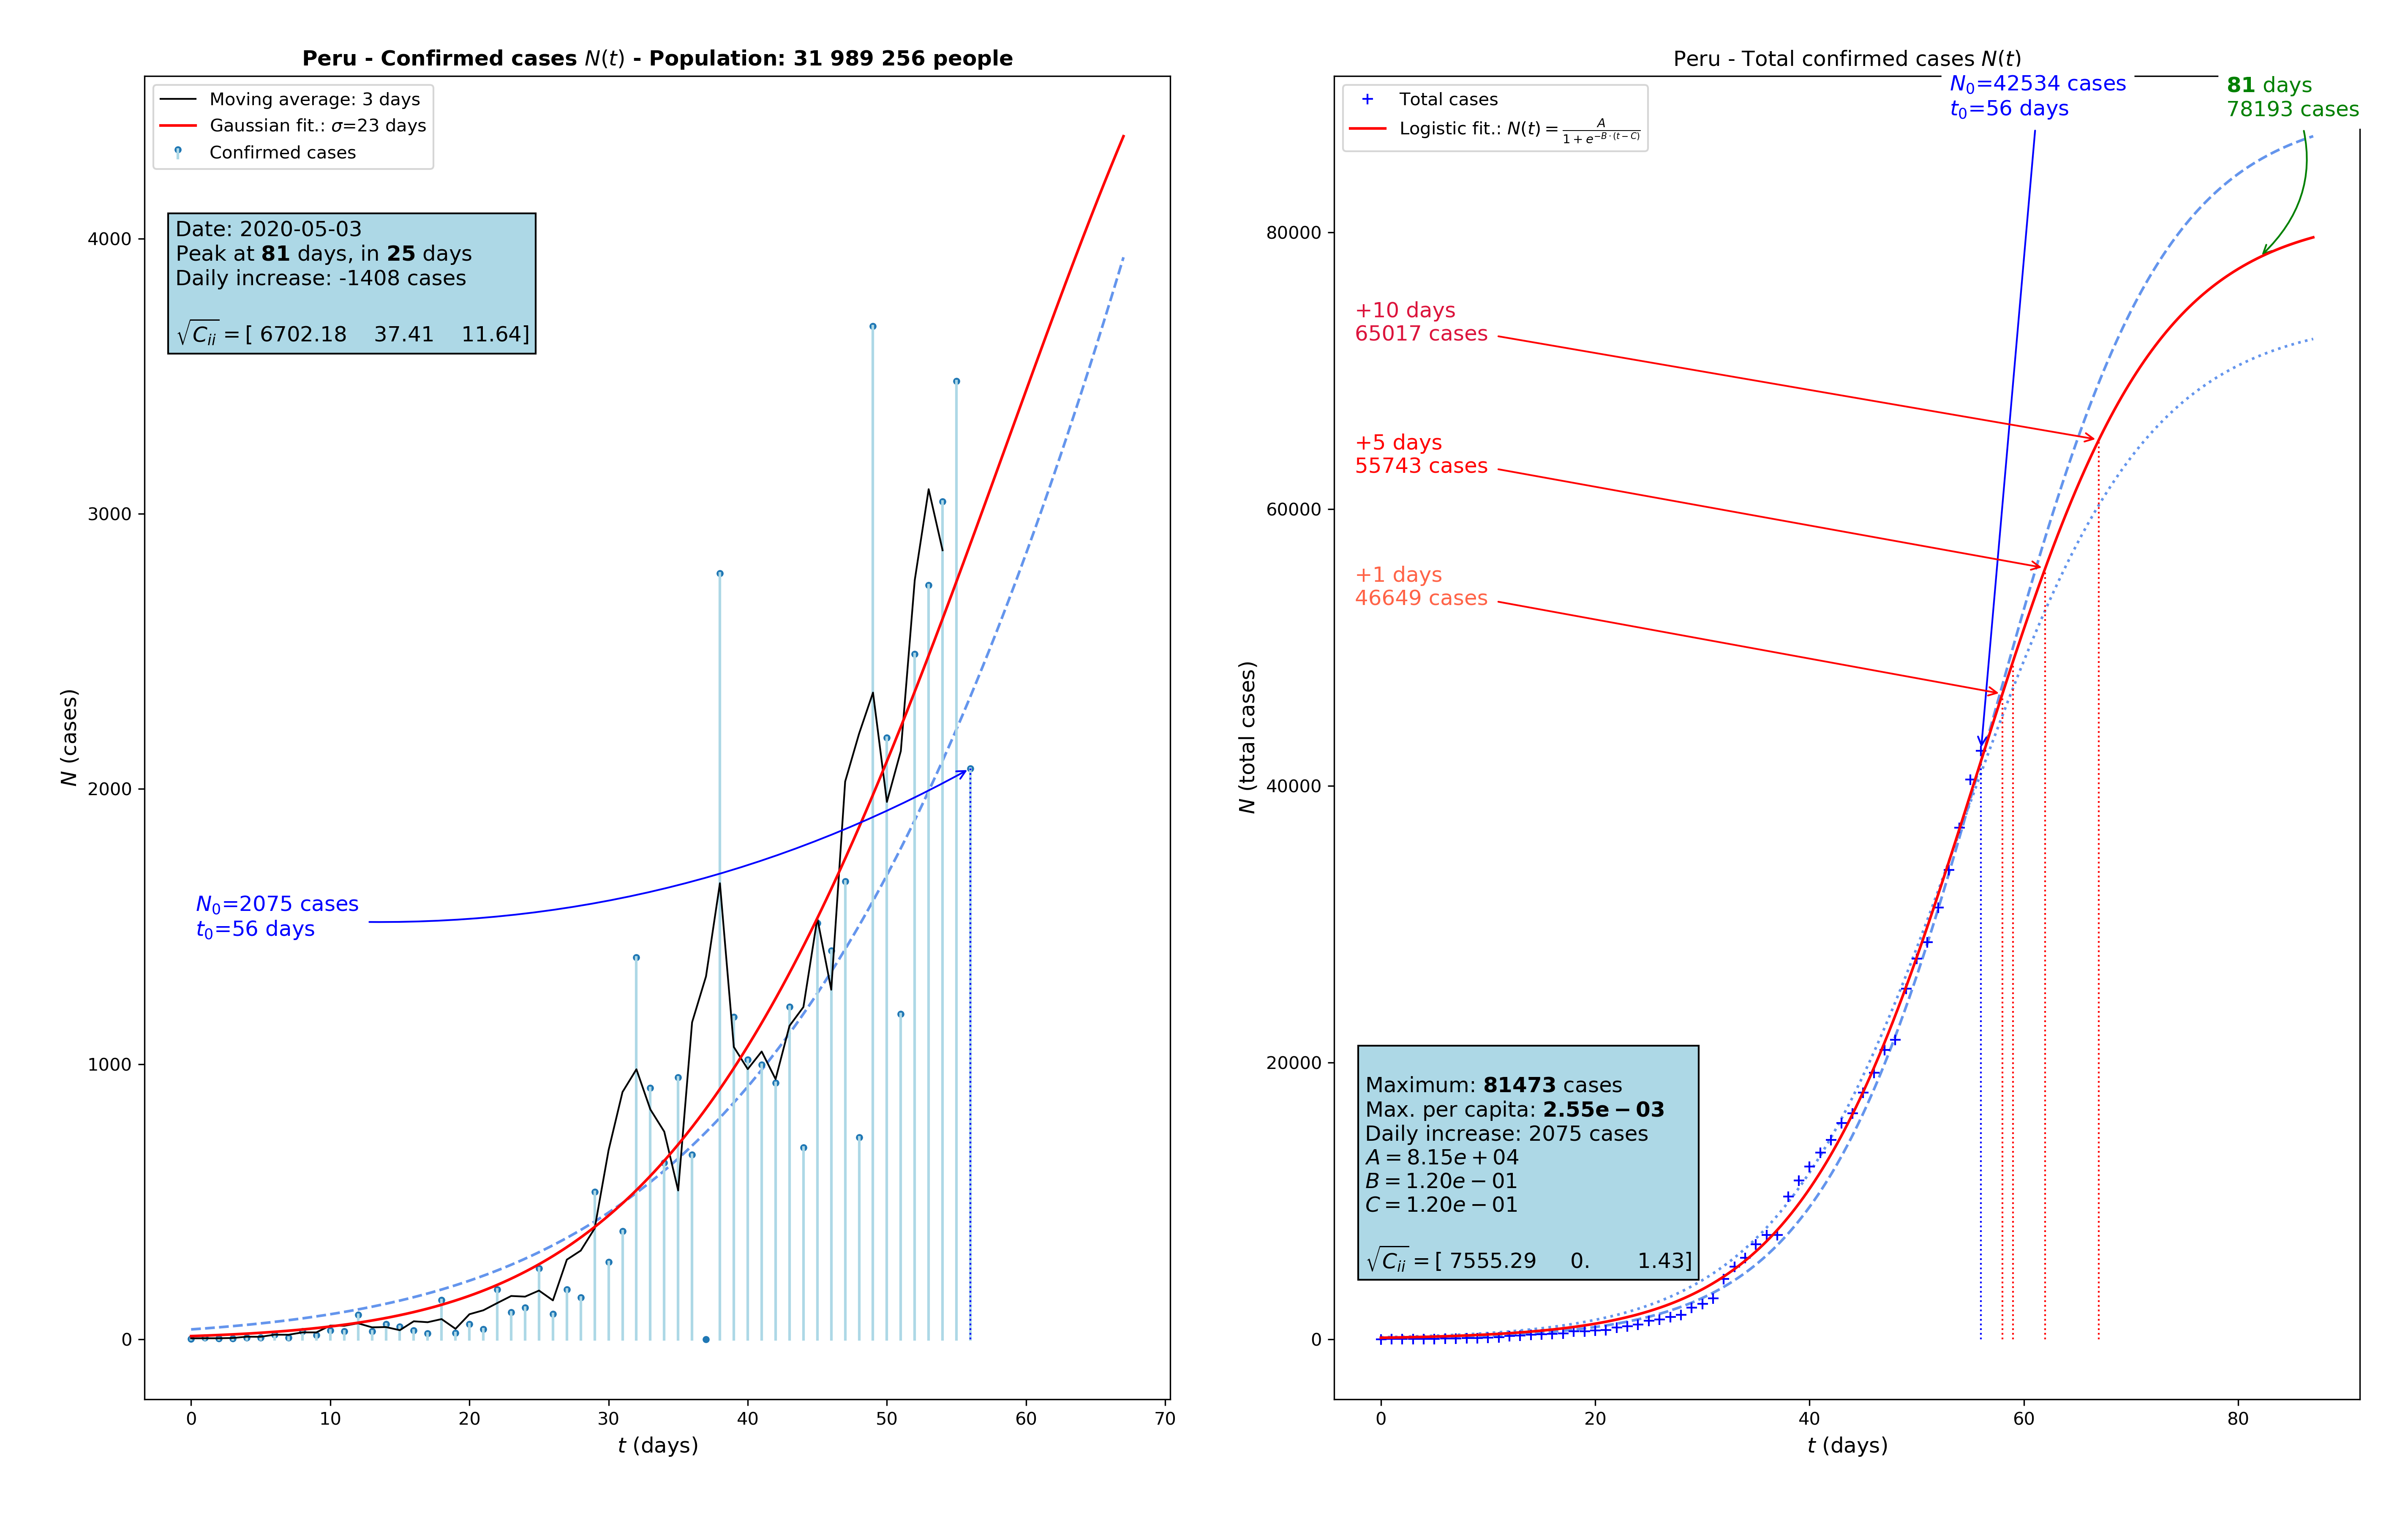 Peru - Confirmed cases N(t) - Population: 31 989 256 people
Moving average: 3 days
Gaussian fit.: σ=23 days
Confirmed cases
Date: 2020-05-03
Peak at 81 days, in 25 days
Daily increase: -1408 cases
√C_ii = [ 6702.18 37.41 11.64]
N_0=2075 cases
t_0=56 days
N (cases)
4000
3000
2000
1000
0
0 10 20 30 40 50 60 70
t (days)
Peru - Total confirmed cases N(t)
Total cases
Logistic fit.: N(t) = A / 1 + e^{-B·(t-C)}
N_0=42534 cases
t_0=56 days
81 days
78193 cases
+10 days
65017 cases
+5 days
55743 cases
+1 days
46649 cases
Maximum: 81473 cases
Max. per capita: 2.55e − 03
Daily increase: 2075 cases
A = 8.15e + 04
B = 1.20e − 01
C = 1.20e − 01
√C_ii = [ 7555.29 0. 1.43]
N (total cases)
80000
60000
40000
20000
0
0 20 40 60 80
t (days)